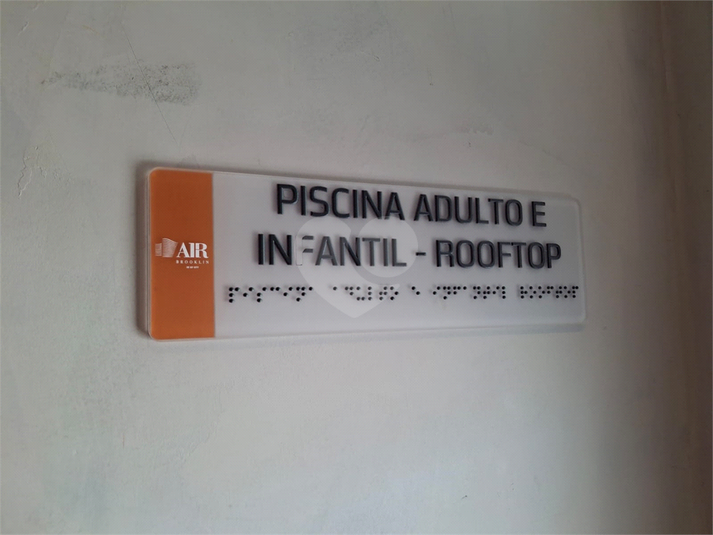 PISCINA ADULTO E
INFANTIL - ROOFTOP
AIR
BROOKLIN